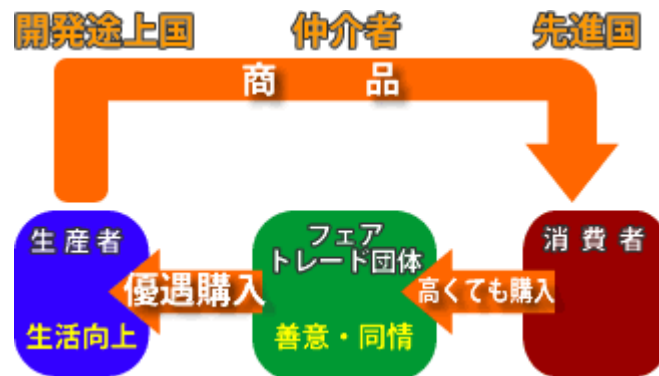 開発途上国 仲介者 先進国
商 品
生産者
フェア
トレード団体
消費者
優遇購入
高くても購入
生活向上
善意・同情